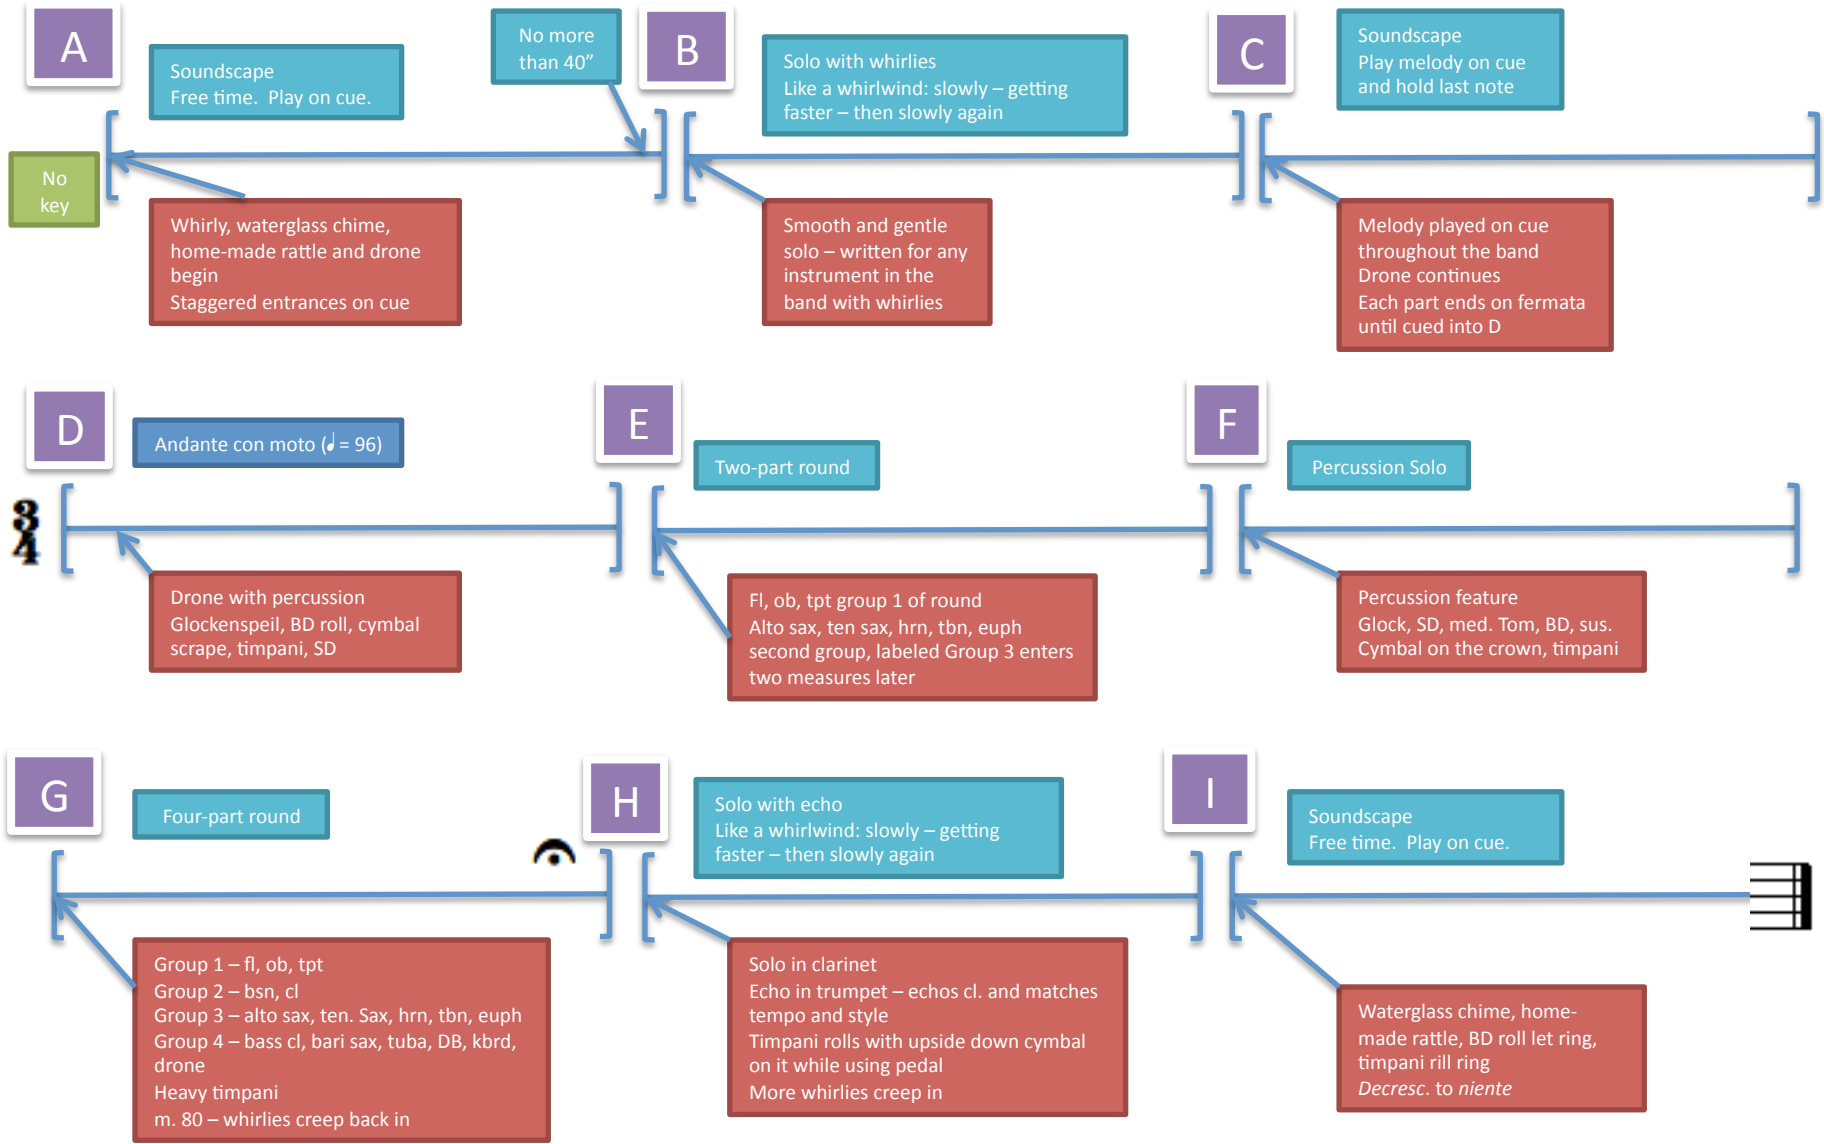 A
Soundscape
Free time.  Play on cue.
No more
than 40”
B
Solo with whirlies
Like a whirlwind: slowly – getting
faster – then slowly again
C
Soundscape
Play melody on cue
and hold last note
No
key
Whirly, waterglass chime,
home-made rattle and drone
begin
Staggered entrances on cue
Smooth and gentle
solo – written for any
instrument in the
band with whirlies
Melody played on cue
throughout the band
Drone continues
Each part ends on fermata
until cued into D
D
Andante con moto (♩ = 96)
E
Two-part round
F
Percussion Solo
3
4
Drone with percussion
Glockenspeil, BD roll, cymbal
scrape, timpani, SD
Fl, ob, tpt group 1 of round
Alto sax, ten sax, hrn, tbn, euph
second group, labeled Group 3 enters
two measures later
Percussion feature
Glock, SD, med. Tom, BD, sus.
Cymbal on the crown, timpani
G
Four-part round
H
Solo with echo
Like a whirlwind: slowly – getting
faster – then slowly again
I
Soundscape
Free time.  Play on cue.
Group 1 – fl, ob, tpt
Group 2 – bsn, cl
Group 3 – alto sax, ten. Sax, hrn, tbn, euph
Group 4 – bass cl, bari sax, tuba, DB, kbrd,
drone
Heavy timpani
m. 80 – whirlies creep back in
Solo in clarinet
Echo in trumpet – echos cl. and matches
tempo and style
Timpani rolls with upside down cymbal
on it while using pedal
More whirlies creep in
Waterglass chime, home-
made rattle, BD roll let ring,
timpani rill ring
Decresc. to niente